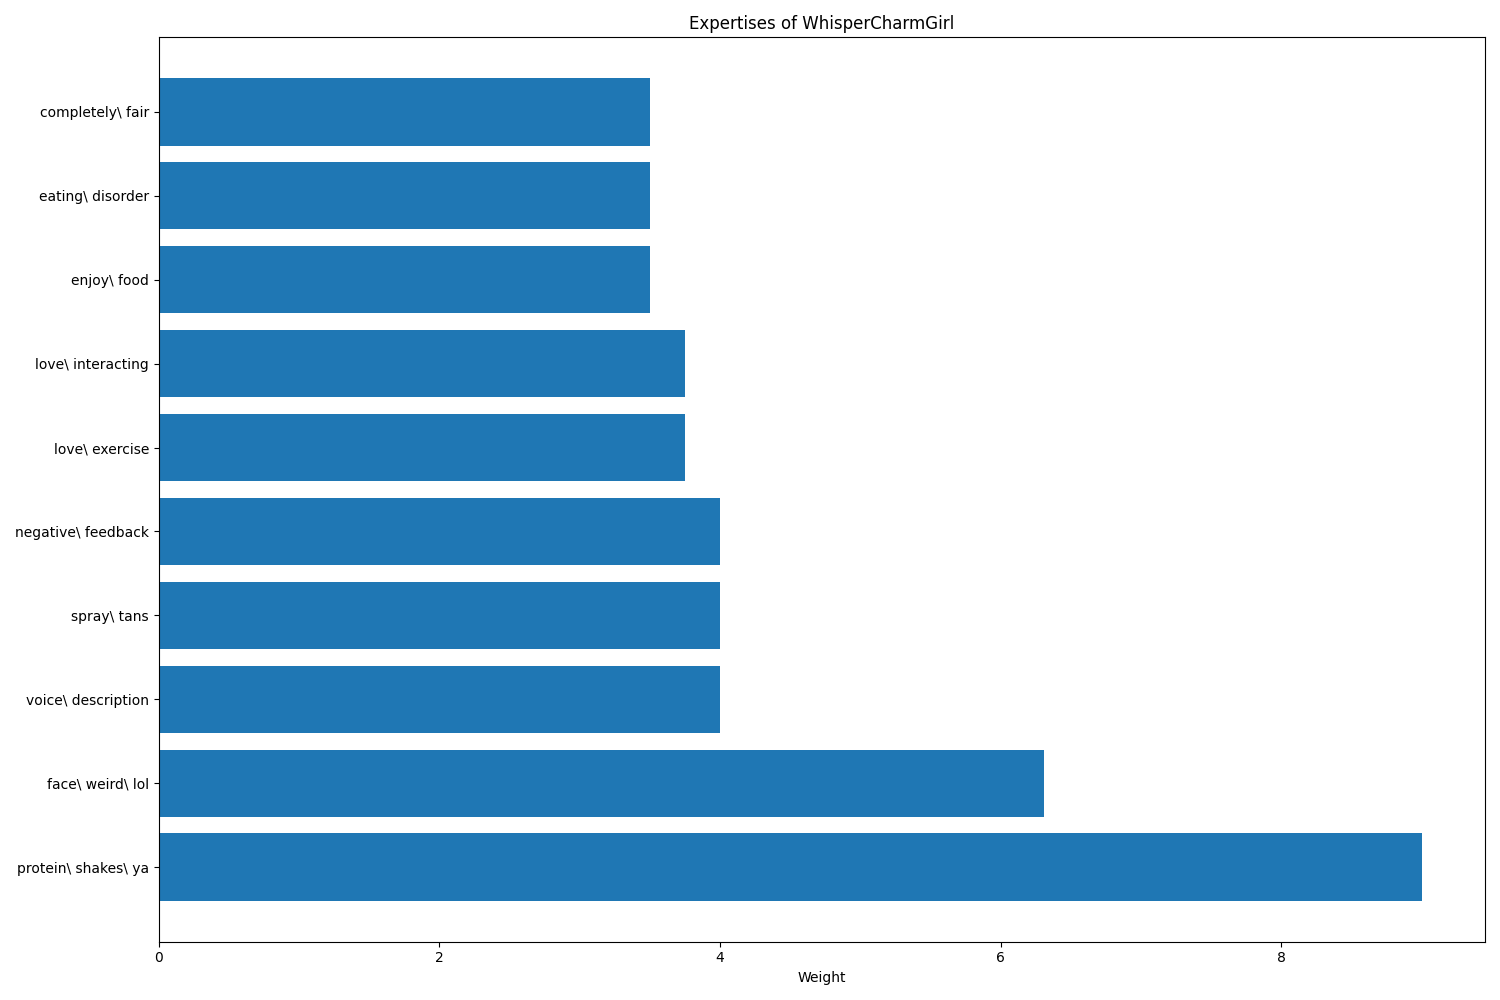 Expertises of WhisperCharmGirl
completely\ fair
eating\ disorder
enjoy\ food
love\ interacting
love\ exercise
negative\ feedback
spray\ tans
voice\ description
face\ weird\ lol
protein\ shakes\ ya
0 2 4 6 8
Weight